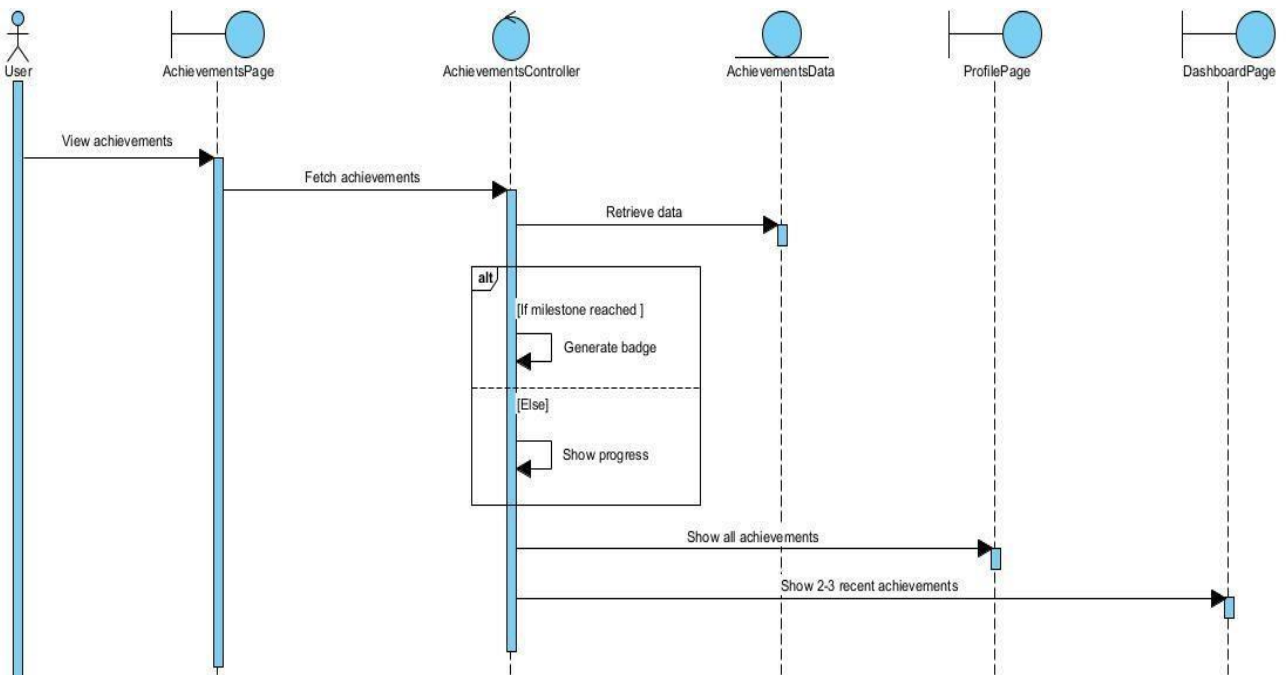 User
AchievementsPage
AchievementsController
AchievementsData
ProfilePage
DashboardPage
View achievements
Fetch achievements
Retrieve data
alt
[If milestone reached ]
Generate badge
[Else]
Show progress
Show all achievements
Show 2-3 recent achievements